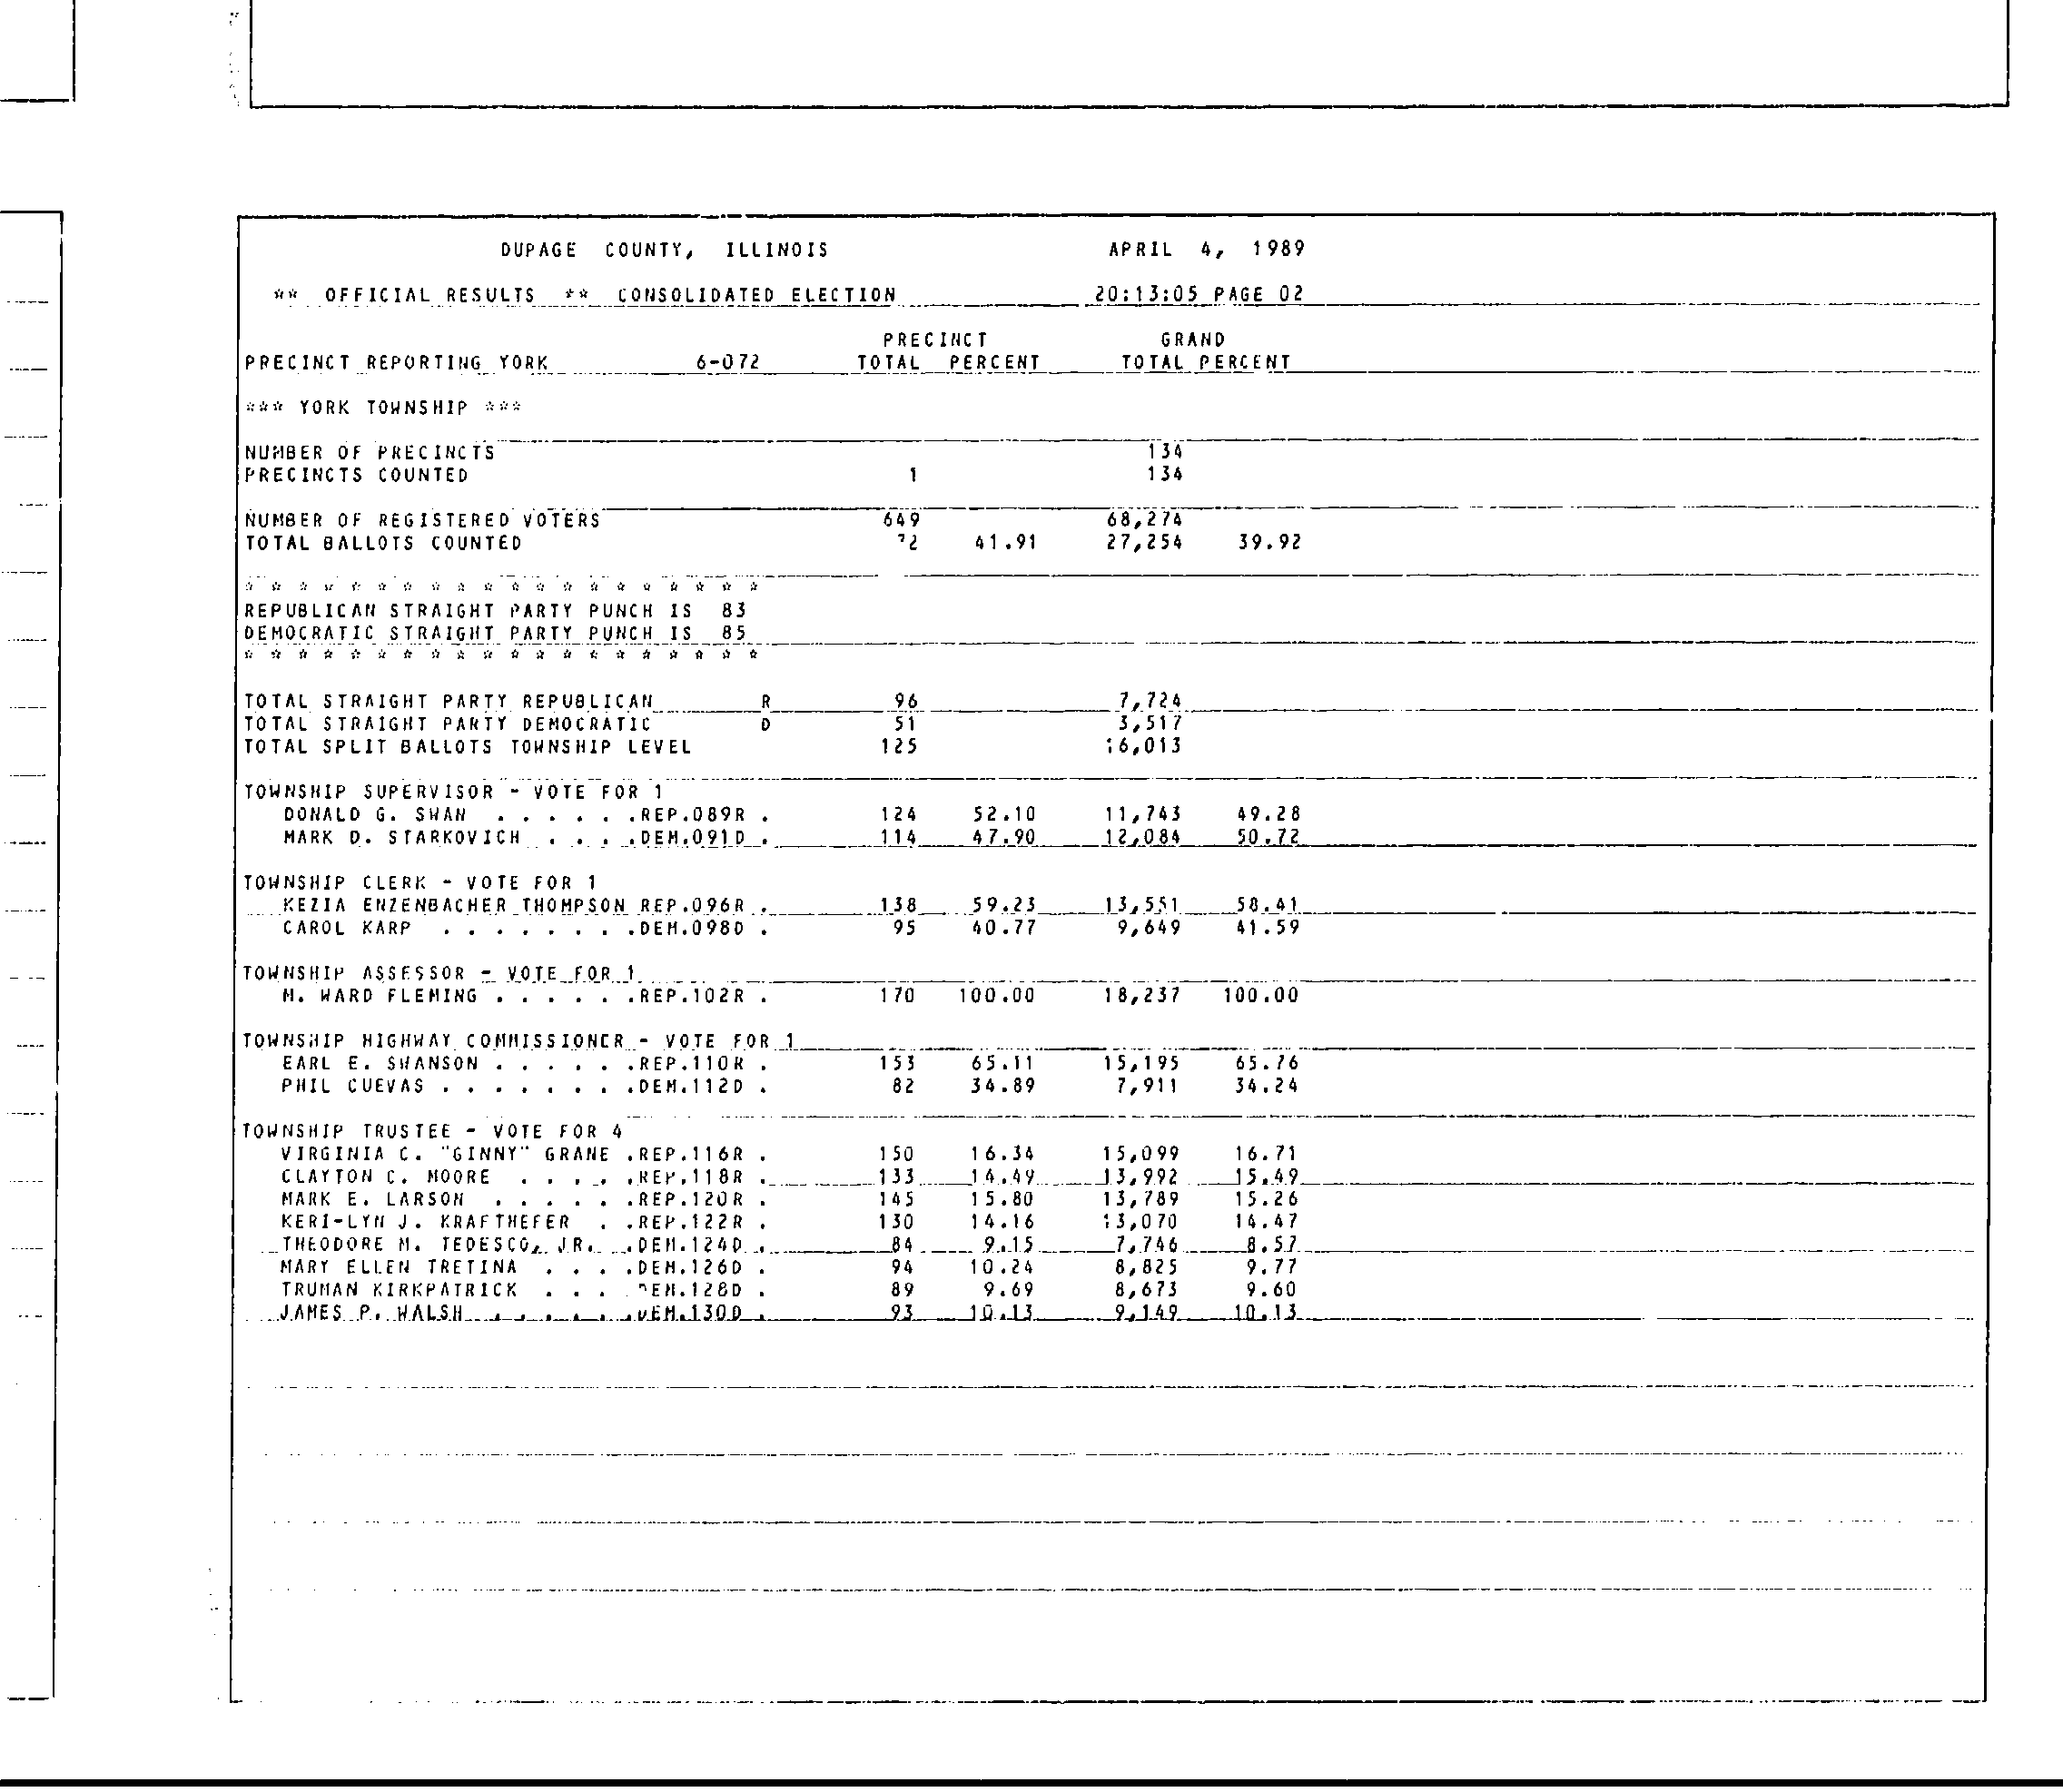 DUPAGE COUNTY, ILLINOIS APRIL 4, 1989
** OFFICIAL RESULTS ** CONSOLIDATED ELECTION 20:13:05 PAGE 02
PRECINCT GRAND
PRECINCT REPORTING YORK 6-072 TOTAL PERCENT TOTAL PERCENT
*** YORK TOWNSHIP ***
NUMBER OF PRECINCTS 134
PRECINCTS COUNTED 1 134
NUMBER OF REGISTERED VOTERS 649 68,274
TOTAL BALLOTS COUNTED 41.91 27,254 39.92
* * * * * * * * * * * * * * * * * * * *
REPUBLICAN STRAIGHT PARTY PUNCH IS 83
DEMOCRATIC STRAIGHT PARTY PUNCH IS 85
* * * * * * * * * * * * * * * * * * * *
TOTAL STRAIGHT PARTY REPUBLICAN R 96 7,724
TOTAL STRAIGHT PARTY DEMOCRATIC D 51 3,517
TOTAL SPLIT BALLOTS TOWNSHIP LEVEL 125 16,013
TOWNSHIP SUPERVISOR - VOTE FOR 1
DONALD G. SWAN . . . . . .REP.089R . 124 52.10 11,743 49.28
MARK D. STARKOVICH . . . .DEM.091D . 114 47.90 12,084 50.72
TOWNSHIP CLERK - VOTE FOR 1
KEZIA ENZENBACHER THOMPSON REP.096R . 138 59.23 13,551 58.41
CAROL KARP . . . . . . . .DEM.098D . 95 40.77 9,649 41.59
TOWNSHIP ASSESSOR - VOTE FOR 1
M. WARD FLEMING . . . . . .REP.102R . 170 100.00 18,237 100.00
TOWNSHIP HIGHWAY COMMISSIONER - VOTE FOR 1
EARL E. SWANSON . . . . . .REP.110R . 153 65.11 15,195 65.76
PHIL CUEVAS . . . . . . . .DEM.112D . 82 34.89 7,911 34.24
TOWNSHIP TRUSTEE - VOTE FOR 4
VIRGINIA C. "GINNY" GRANE .REP.116R . 150 16.34 15,099 16.71
CLAYTON C. MOORE . . . . .REP.118R . 133 14.49 13,992 15.49
MARK E. LARSON . . . . . .REP.120R . 145 15.80 13,789 15.26
KERI-LYN J. KRAFTHEFER . .REP.122R . 130 14.16 13,070 14.47
THEODORE M. TEDESCO, JR. .DEM.124D . 84 9.15 7,746 8.57
MARY ELLEN TRETINA . . . .DEM.126D . 94 10.24 8,825 9.77
TRUMAN KIRKPATRICK . . . .DEM.128D . 89 9.69 8,673 9.60
JAMES P. WALSH . . . . . .DEM.130D . 93 10.13 9,149 10.13